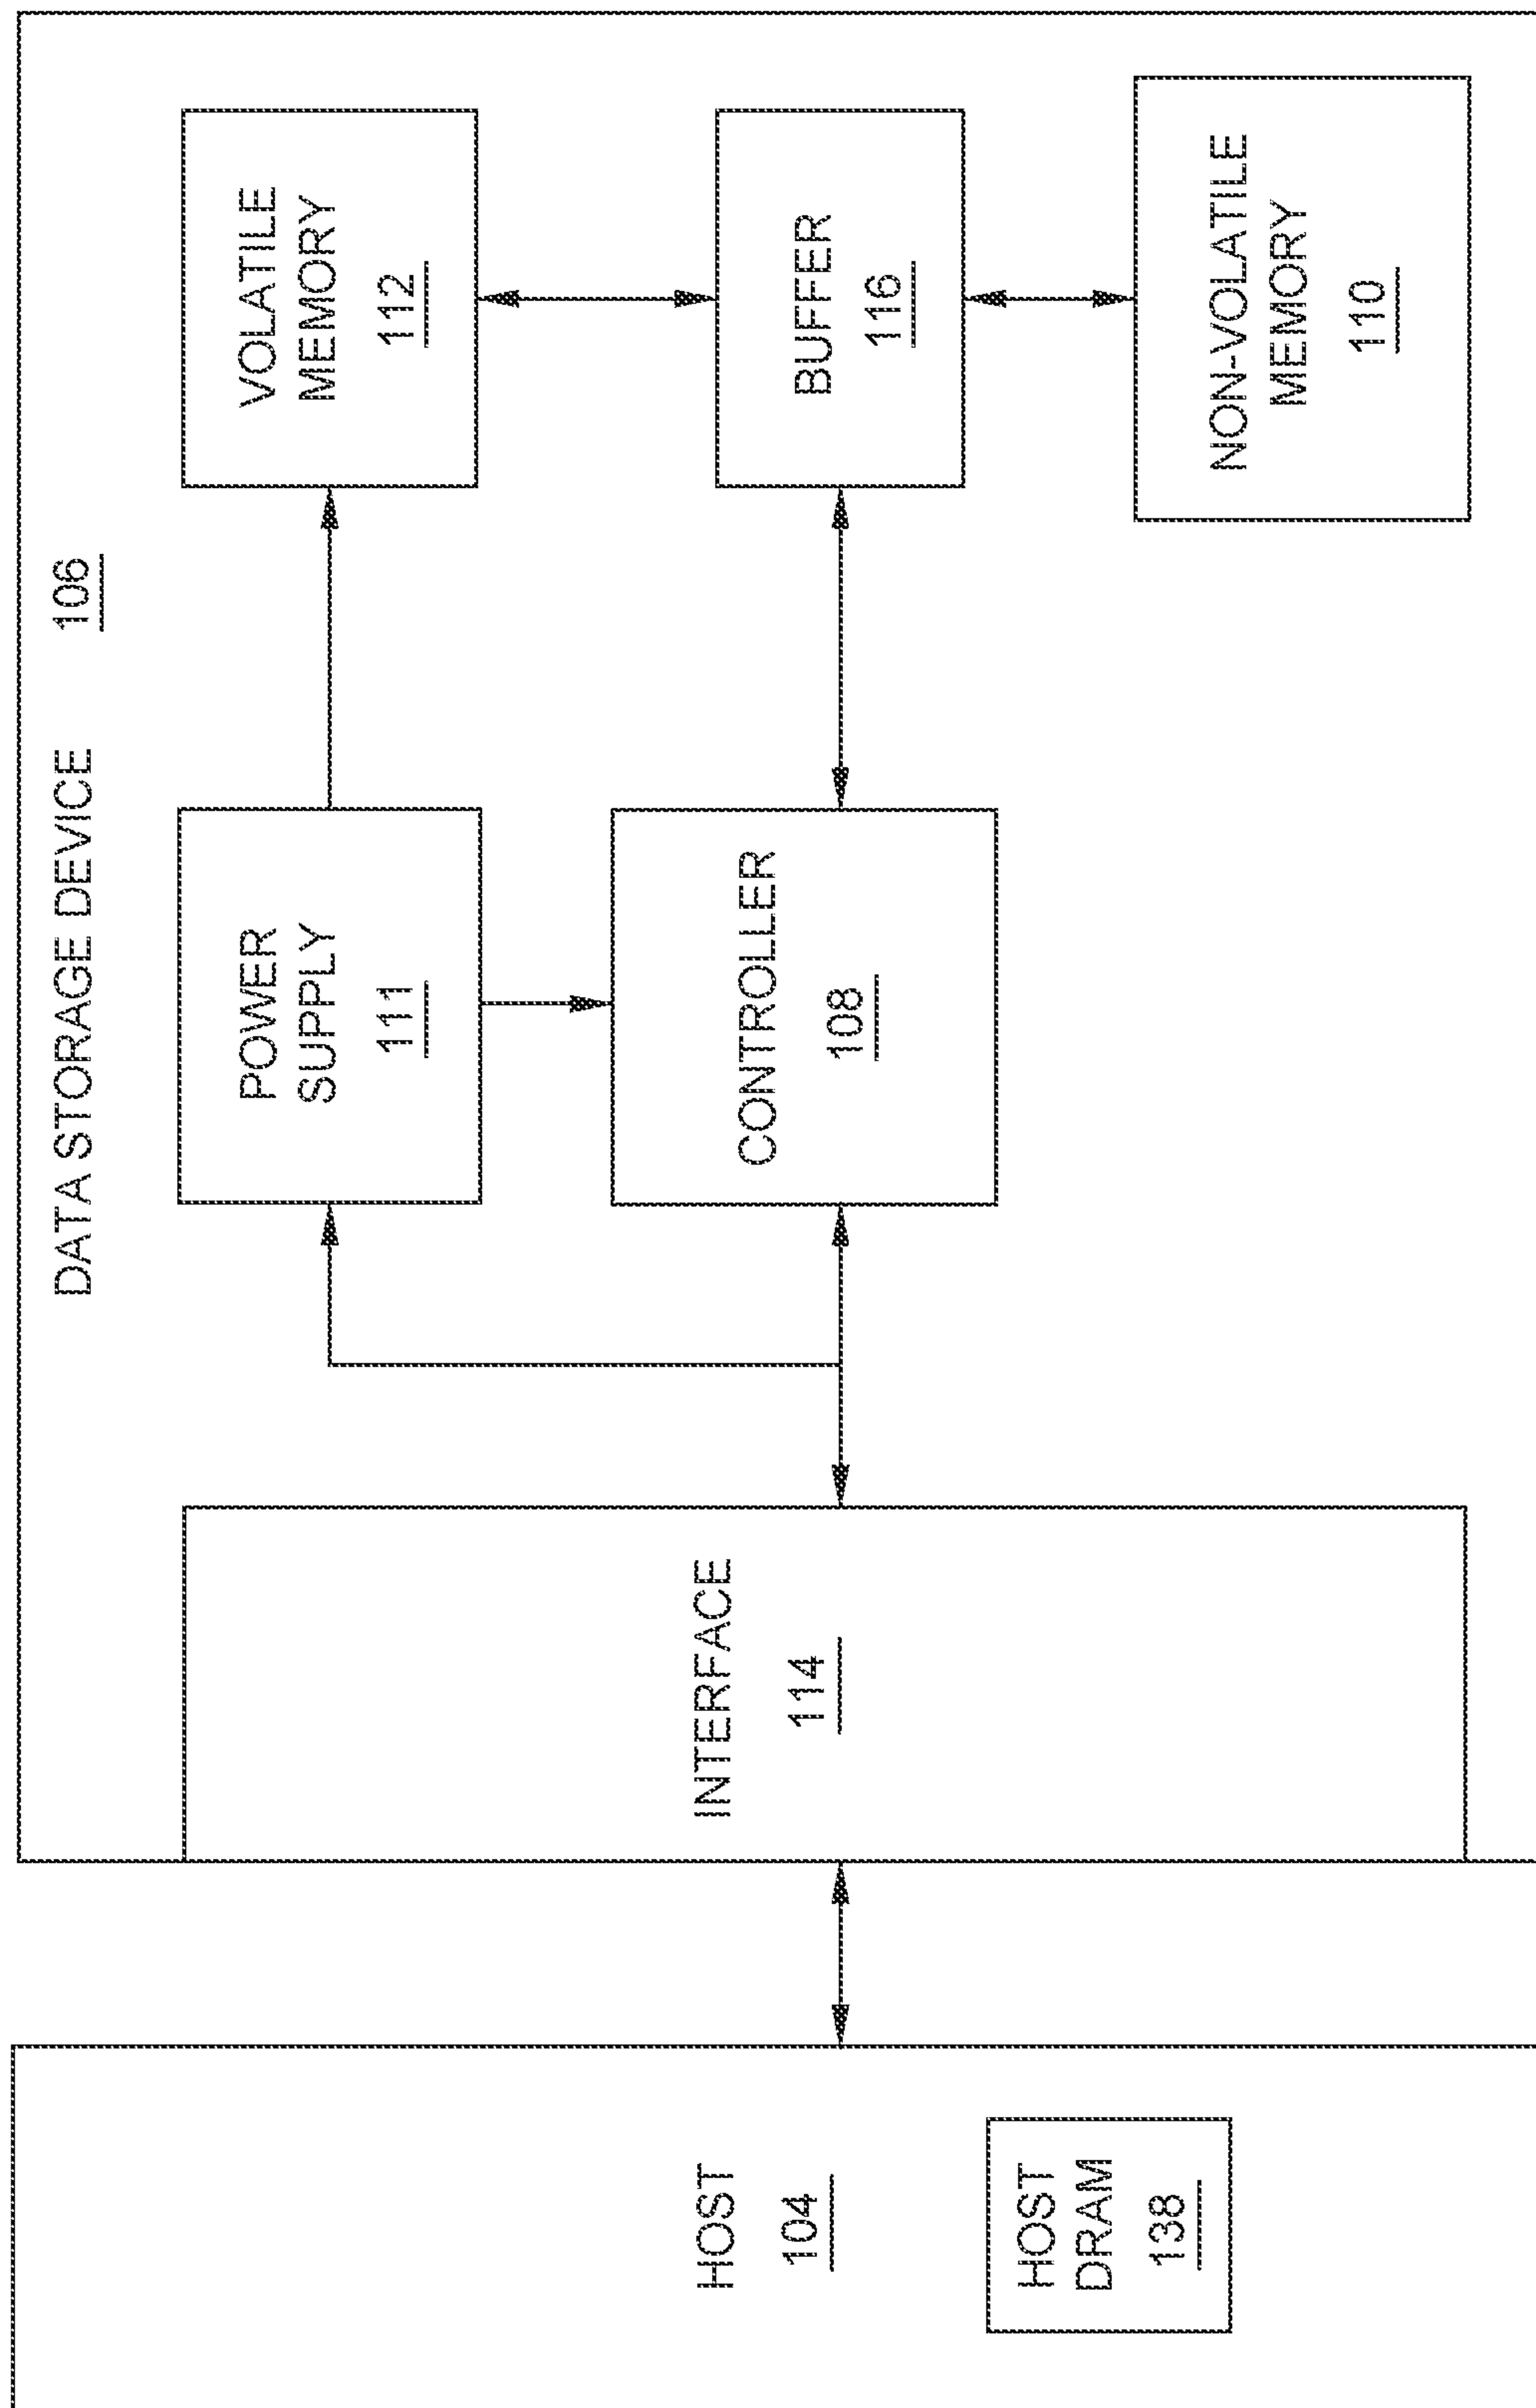 DATA STORAGE DEVICE 106
HOST
104
HOST
DRAM
138
INTERFACE
114
POWER
SUPPLY
111
CONTROLLER
108
VOLATILE
MEMORY
112
BUFFER
116
NON-VOLATILE
MEMORY
110